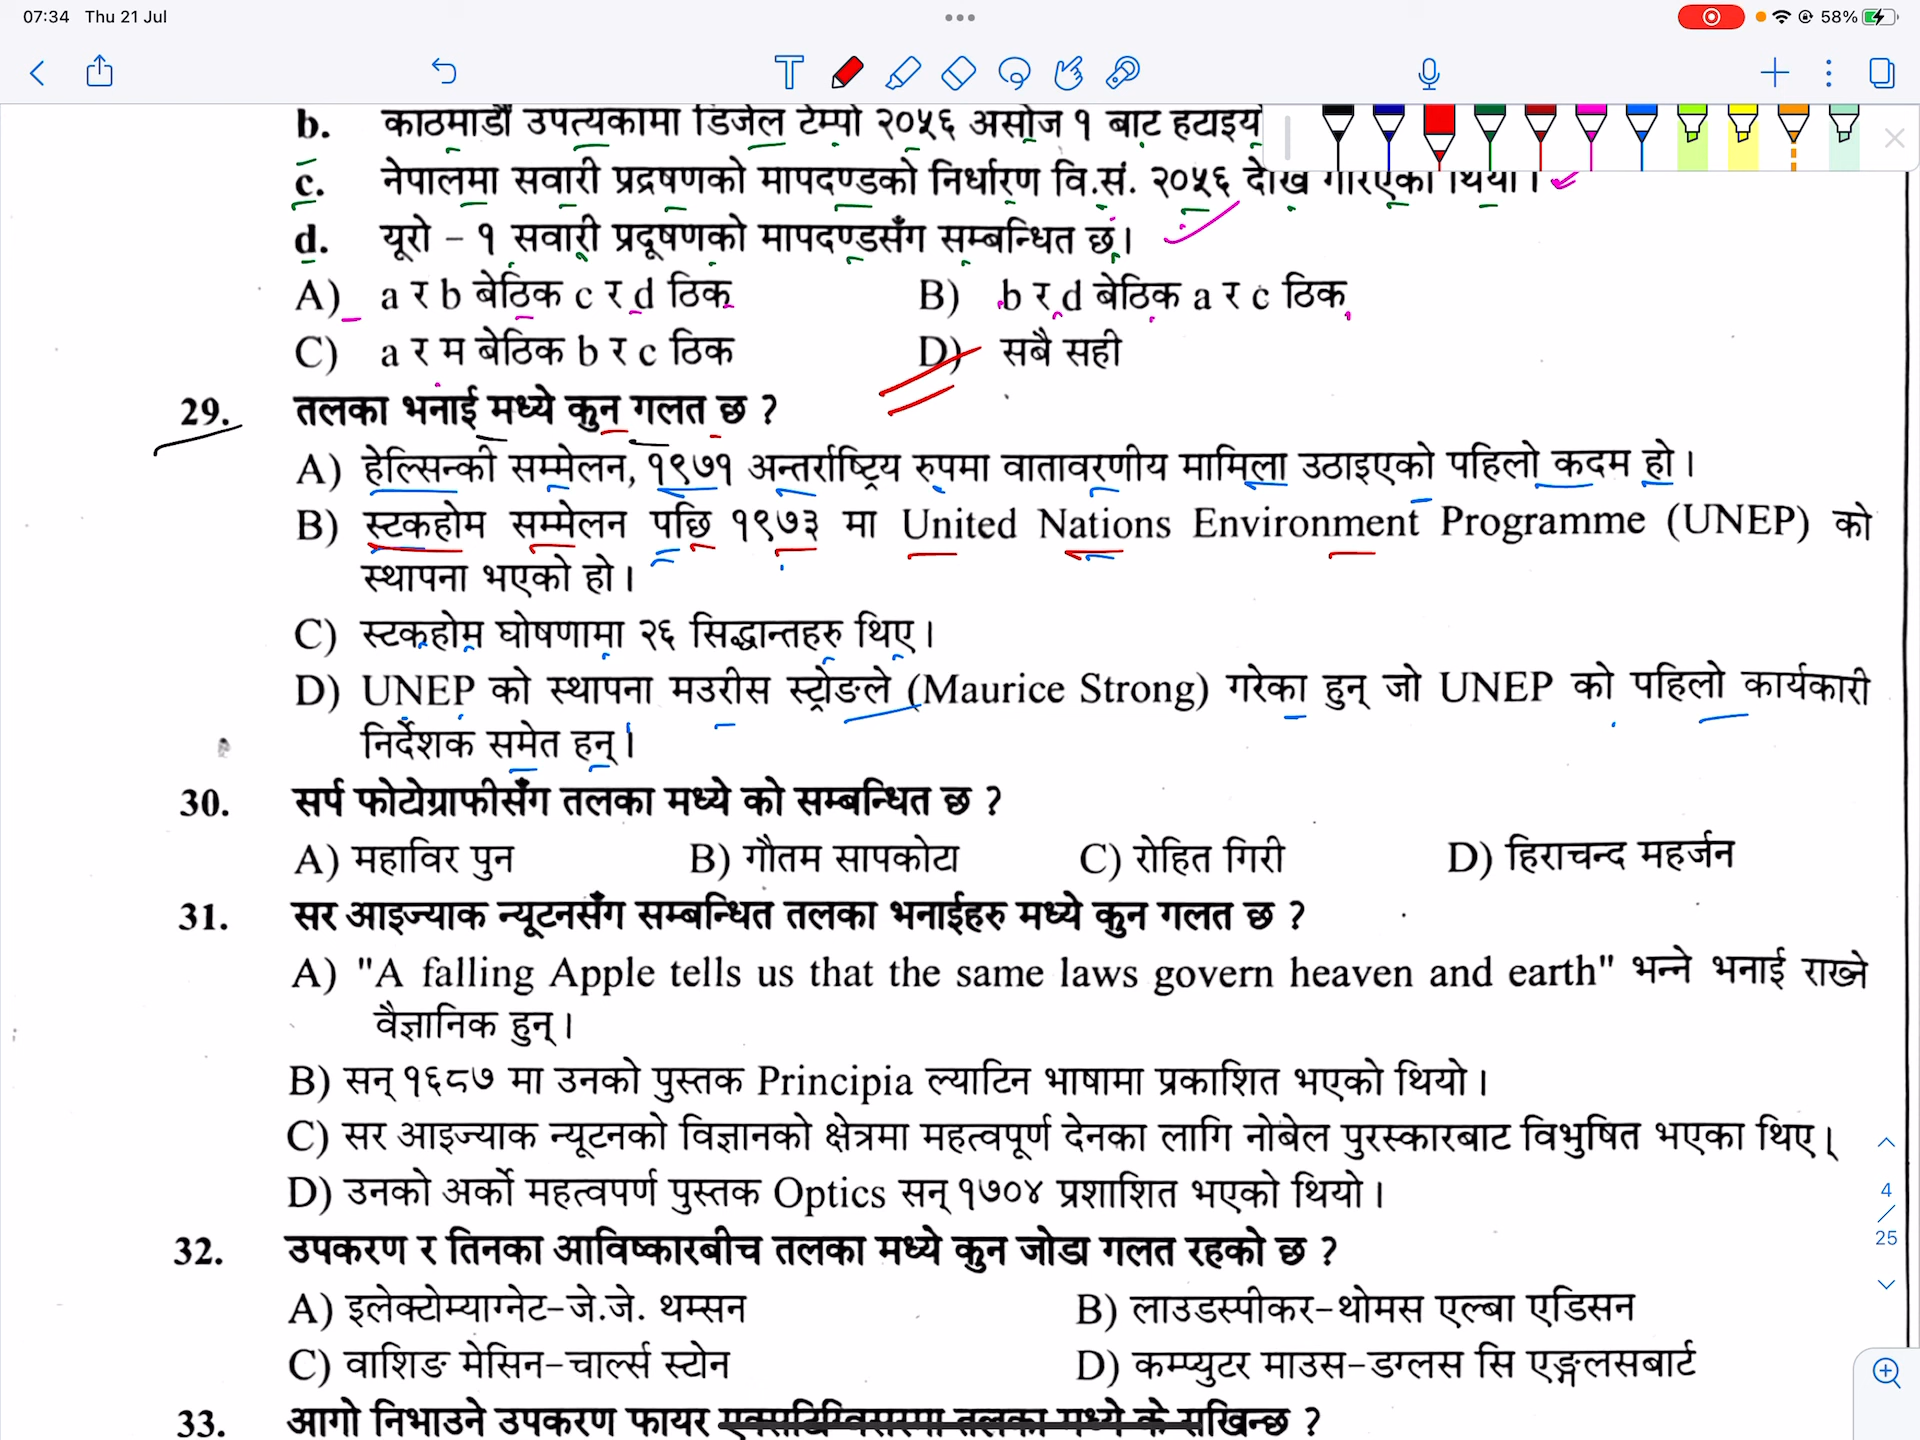 07:34 Thu 21 Jul
58%
b. काठमाडौं उपत्यकामा डिजेल टेम्पो २०५६ असोज १ बाट
c. नेपालमा सवारी प्रद्रषणको मापदण्डको निर्धारण वि.सं. २०५६ देखि गरिएको थियो।
d. यूरो – १ सवारी प्रदूषणको मापदण्डसँग सम्बन्धित छ।
A) a र b बेठिक c र d ठिक B) b र d बेठिक a र c ठिक
C) a र म बेठिक b र c ठिक D) सबै सही
29. तलका भनाई मध्ये कुन गलत छ ?
A) हेल्सिन्की सम्मेलन, १९७१ अन्तर्राष्ट्रिय रुपमा वातावरणीय मामिला उठाइएको पहिलो कदम हो।
B) स्टकहोम सम्मेलन पछि १९७३ मा United Nations Environment Programme (UNEP) को
स्थापना भएको हो।
C) स्टकहोम घोषणामा २६ सिद्धान्तहरु थिए।
D) UNEP को स्थापना मउरीस स्ट्रोङले (Maurice Strong) गरेका हुन् जो UNEP को पहिलो कार्यकारी
निर्देशक समेत हन्।
30. सर्प फोटोग्राफीसँग तलका मध्ये को सम्बन्धित छ ?
A) महाविर पुन B) गौतम सापकोटा C) रोहित गिरी D) हिराचन्द महर्जन
31. सर आइज्याक न्यूटनसँग सम्बन्धित तलका भनाईहरु मध्ये कुन गलत छ ?
A) "A falling Apple tells us that the same laws govern heaven and earth" भन्ने भनाई राख्ने
वैज्ञानिक हुन्।
B) सन् १६८७ मा उनको पुस्तक Principia ल्याटिन भाषामा प्रकाशित भएको थियो।
C) सर आइज्याक न्यूटनको विज्ञानको क्षेत्रमा महत्वपूर्ण देनका लागि नोबेल पुरस्कारबाट विभुषित भएका थिए।
D) उनको अर्को महत्वपर्ण पुस्तक Optics सन् १७०४ प्रशाशित भएको थियो।
4
/
25
32. उपकरण र तिनका आविष्कारबीच तलका मध्ये कुन जोडा गलत रहको छ ?
A) इलेक्टोम्याग्नेट-जे.जे. थम्सन B) लाउडस्पीकर-थोमस एल्बा एडिसन
C) वाशिङ मेसिन-चार्ल्स स्टोन D) कम्प्युटर माउस-डग्लस सि एङ्गलसबार्ट
33. आगो निभाउने उपकरण फायर